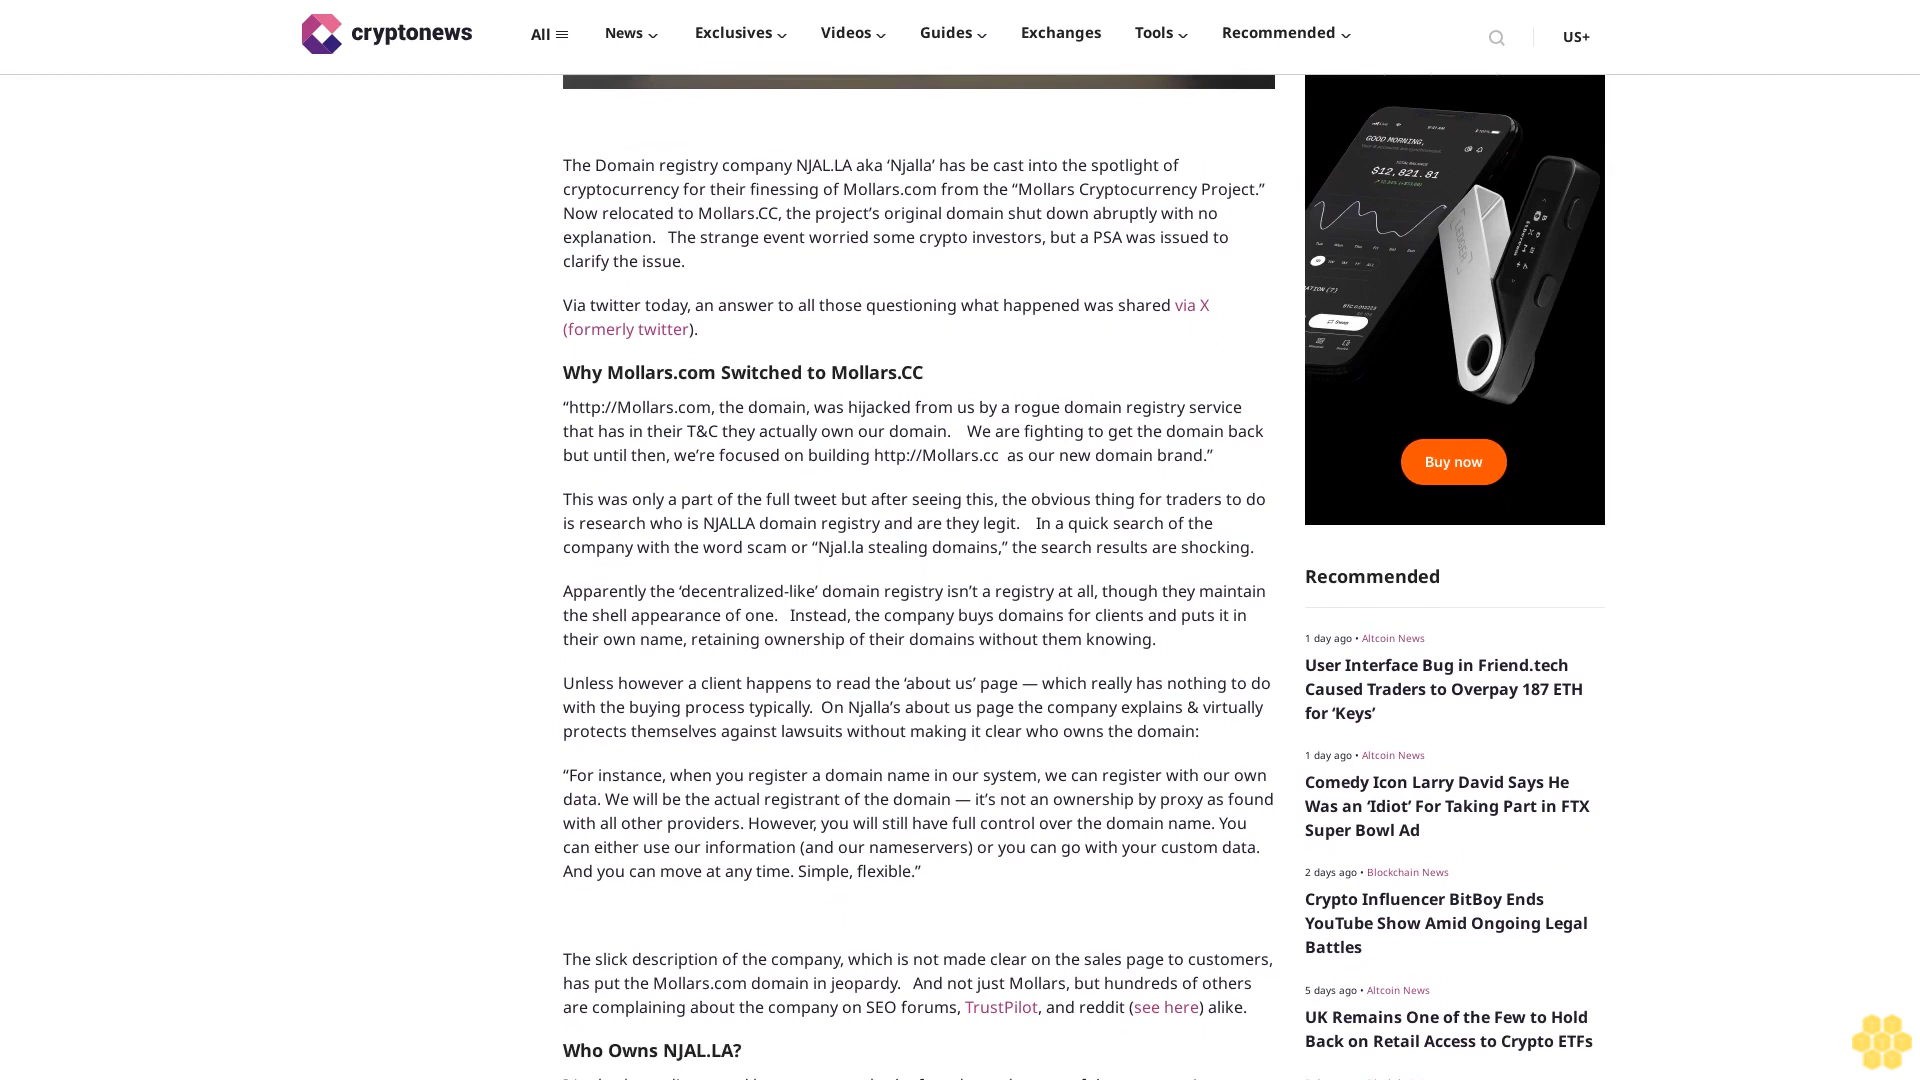 cryptonews
All
News
Exclusives
Videos
Guides
Exchanges
Tools
Recommended
US+
The Domain registry company NJAL.LA aka ‘Njalla’ has be cast into the spotlight of
cryptocurrency for their finessing of Mollars.com from the “Mollars Cryptocurrency Project.”
Now relocated to Mollars.CC, the project’s original domain shut down abruptly with no
explanation.   The strange event worried some crypto investors, but a PSA was issued to
clarify the issue.
Via twitter today, an answer to all those questioning what happened was shared via X
(formerly twitter).
Why Mollars.com Switched to Mollars.CC
“http://Mollars.com, the domain, was hijacked from us by a rogue domain registry service
that has in their T&C they actually own our domain.    We are fighting to get the domain back
but until then, we’re focused on building http://Mollars.cc  as our new domain brand.”
This was only a part of the full tweet but after seeing this, the obvious thing for traders to do
is research who is NJALLA domain registry and are they legit.    In a quick search of the
company with the word scam or “Njal.la stealing domains,” the search results are shocking.
Apparently the ‘decentralized-like’ domain registry isn’t a registry at all, though they maintain
the shell appearance of one.   Instead, the company buys domains for clients and puts it in
their own name, retaining ownership of their domains without them knowing.
Unless however a client happens to read the ‘about us’ page — which really has nothing to do
with the buying process typically.  On Njalla’s about us page the company explains & virtually
protects themselves against lawsuits without making it clear who owns the domain:
“For instance, when you register a domain name in our system, we can register with our own
data. We will be the actual registrant of the domain — it’s not an ownership by proxy as found
with all other providers. However, you will still have full control over the domain name. You
can either use our information (and our nameservers) or you can go with your custom data.
And you can move at any time. Simple, flexible.”
The slick description of the company, which is not made clear on the sales page to customers,
has put the Mollars.com domain in jeopardy.   And not just Mollars, but hundreds of others
are complaining about the company on SEO forums, TrustPilot, and reddit (see here) alike.
Who Owns NJAL.LA?
GOOD MORNING,
TOTAL BALANCE
$12,821.81
LEDGER
Swap
Buy now
Recommended
1 day ago • Altcoin News
User Interface Bug in Friend.tech
Caused Traders to Overpay 187 ETH
for ‘Keys’
1 day ago • Altcoin News
Comedy Icon Larry David Says He
Was an ‘Idiot’ For Taking Part in FTX
Super Bowl Ad
2 days ago • Blockchain News
Crypto Influencer BitBoy Ends
YouTube Show Amid Ongoing Legal
Battles
5 days ago • Altcoin News
UK Remains One of the Few to Hold
Back on Retail Access to Crypto ETFs